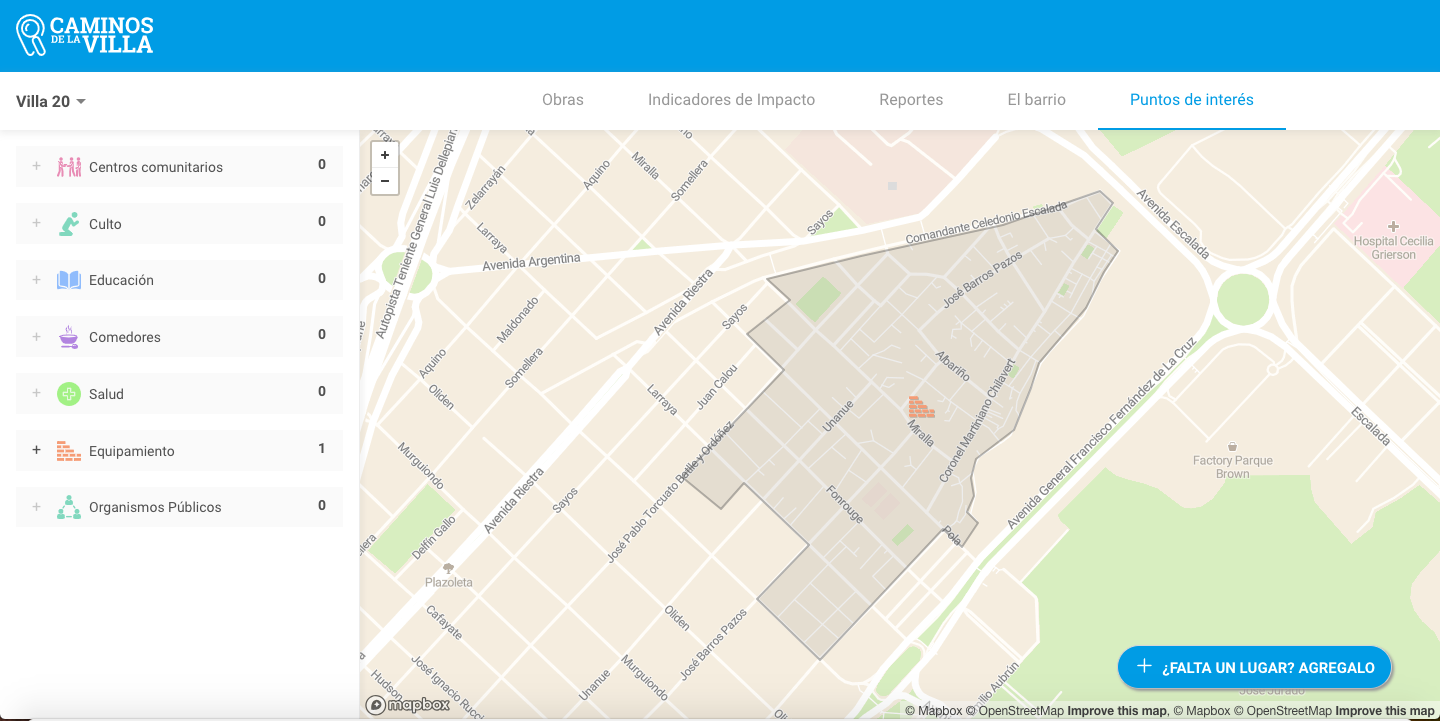 CAMINOS
DE LA VILLA
Villa 20
Obras
Indicadores de Impacto
Reportes
El barrio
Puntos de interés
+ Centros comunitarios 0
+ Culto 0
+ Educación 0
+ Comedores 0
+ Salud 0
+ Equipamiento 1
+ Organismos Públicos 0
+
−
Autopista Teniente General Luis Dellepian
Zelarrayán
Larraya
Aquino
Miralla
Somellera
Sayos
Avenida Argentina
Comandante Celedonio Escalada
Avenida Escalada
Hospital Cecilia
Grierson
Avenida Riestra
Maldonado
Sayos
José Barros Pazos
Aquino
Somellera
Oliden
Larraya
Juan Calou
Albariño
Coronel Martiniano Chilavert
Unanue
Miralla
Avenida General Francisco Fernández de La Cruz
Escalada
Factory Parque
Brown
Murguiondo
Avenida Riestra
Sayos
José Pablo Torcuato Batlle y Ordóñez
Fonrouge
Pola
Delfín Gallo
Plazoleta
Cafayate
Oliden
José Barros Pazos
Murguiondo
Unanue
José Ignacio Rucc
Hudson
milio Aubrún
+ ¿FALTA UN LUGAR? AGREGALO
José Jurado
mapbox
© Mapbox © OpenStreetMap Improve this map, © Mapbox © OpenStreetMap Improve this map